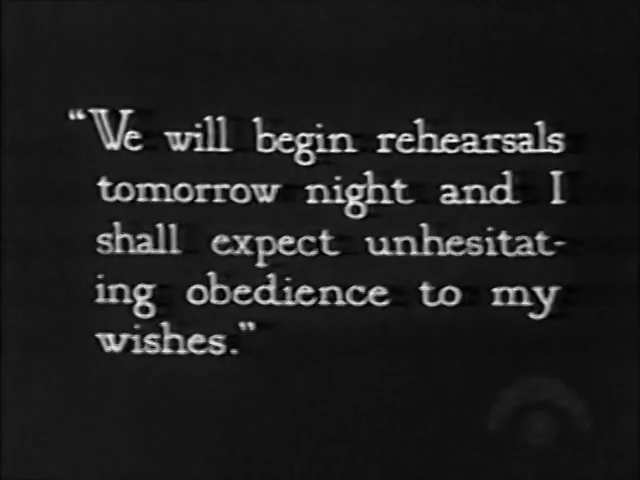 “We will begin rehearsals
tomorrow night and I
shall expect unhesitat-
ing obedience to my
wishes.”